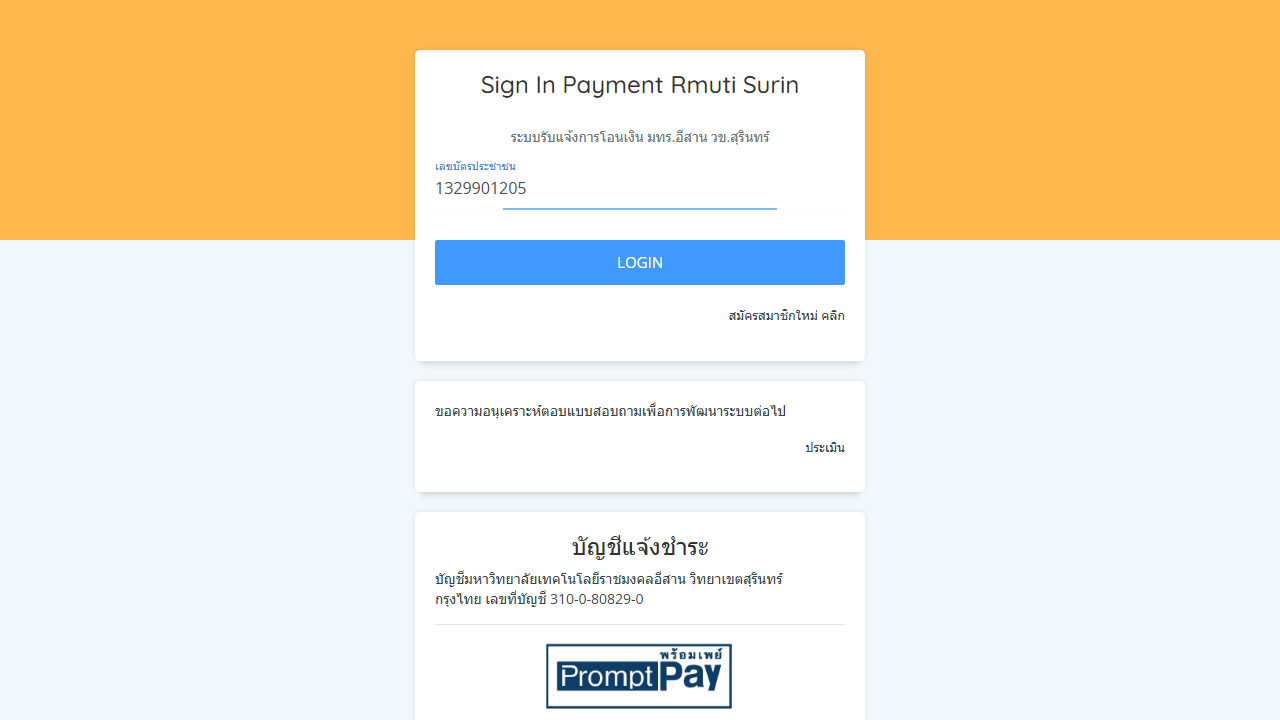 Sign In Payment Rmuti Surin
ระบบรับแจ้งการโอนเงิน มทร.อีสาน วข.สุรินทร์
เลขบัตรประชาชน
1329901205
LOGIN
สมัครสมาชิกใหม่ คลิก
ขอความอนุเคราะห์ตอบแบบสอบถามเพื่อการพัฒนาระบบต่อไป
ประเมิน
บัญชีแจ้งชำระ
บัญชีมหาวิทยาลัยเทคโนโลยีราชมงคลอีสาน วิทยาเขตสุรินทร์
กรุงไทย เลขที่บัญชี 310-0-80829-0
พร้อมเพย์
Prompt Pay